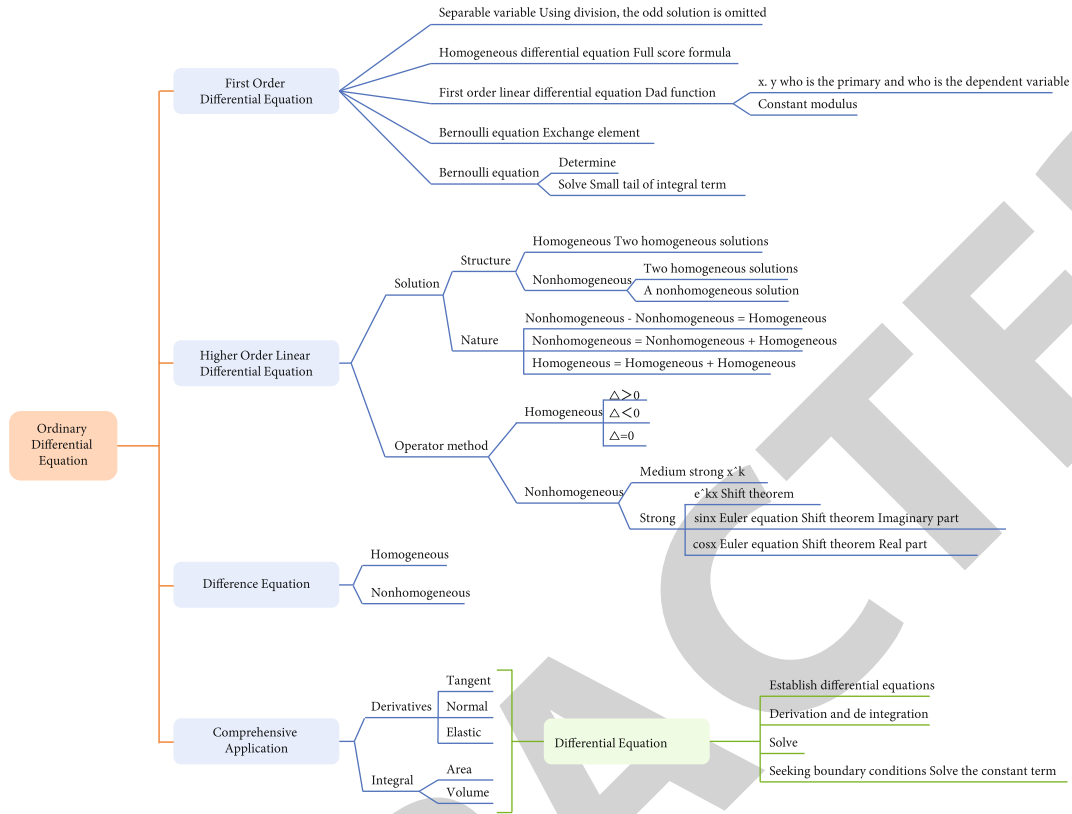 Separable variable Using division, the odd solution is omitted
Homogeneous differential equation Full score formula
First Order
Differential Equation
First order linear differential equation Dad function
x. y who is the primary and who is the dependent variable
Constant modulus
Bernoulli equation Exchange element
Bernoulli equation
Determine
Solve Small tail of integral term
Ordinary
Differential
Equation
Higher Order Linear
Differential Equation
Solution
Structure
Homogeneous Two homogeneous solutions
Nonhomogeneous
Two homogeneous solutions
A nonhomogeneous solution
Nature
Nonhomogeneous - Nonhomogeneous = Homogeneous
Nonhomogeneous = Nonhomogeneous + Homogeneous
Homogeneous = Homogeneous + Homogeneous
Operator method
Homogeneous
△>0
△<0
△=0
Nonhomogeneous
Medium strong x^k
Strong
e^kx Shift theorem
sinx Euler equation Shift theorem Imaginary part
cosx Euler equation Shift theorem Real part
Difference Equation
Homogeneous
Nonhomogeneous
Comprehensive
Application
Derivatives
Tangent
Normal
Elastic
Integral
Area
Volume
Differential Equation
Establish differential equations
Derivation and de integration
Solve
Seeking boundary conditions Solve the constant term